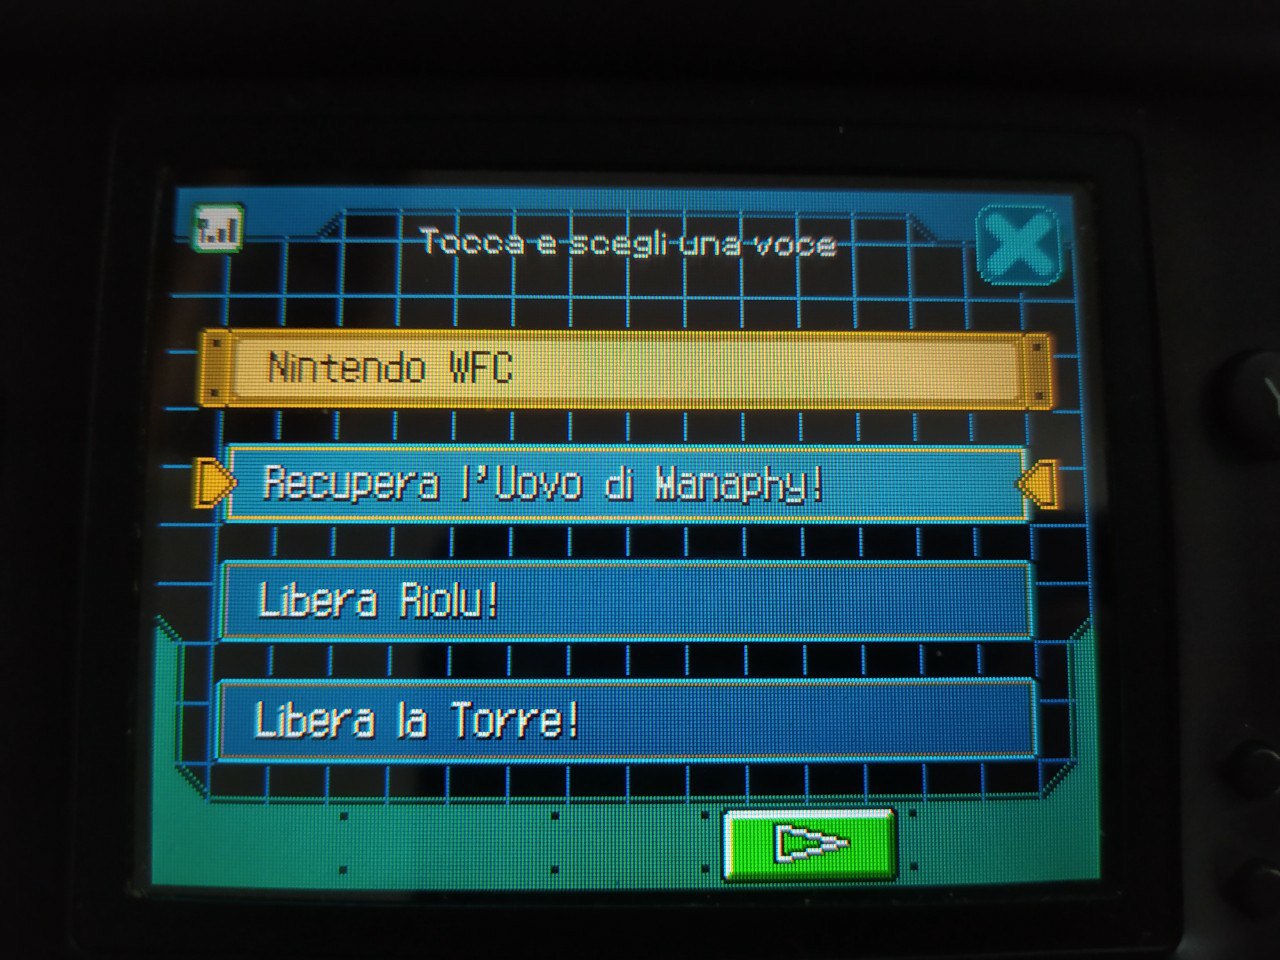 Tocca e scegli una voce
Nintendo WFC
Recupera l'Uovo di Manaphy!
Libera Riolu!
Libera la Torre!